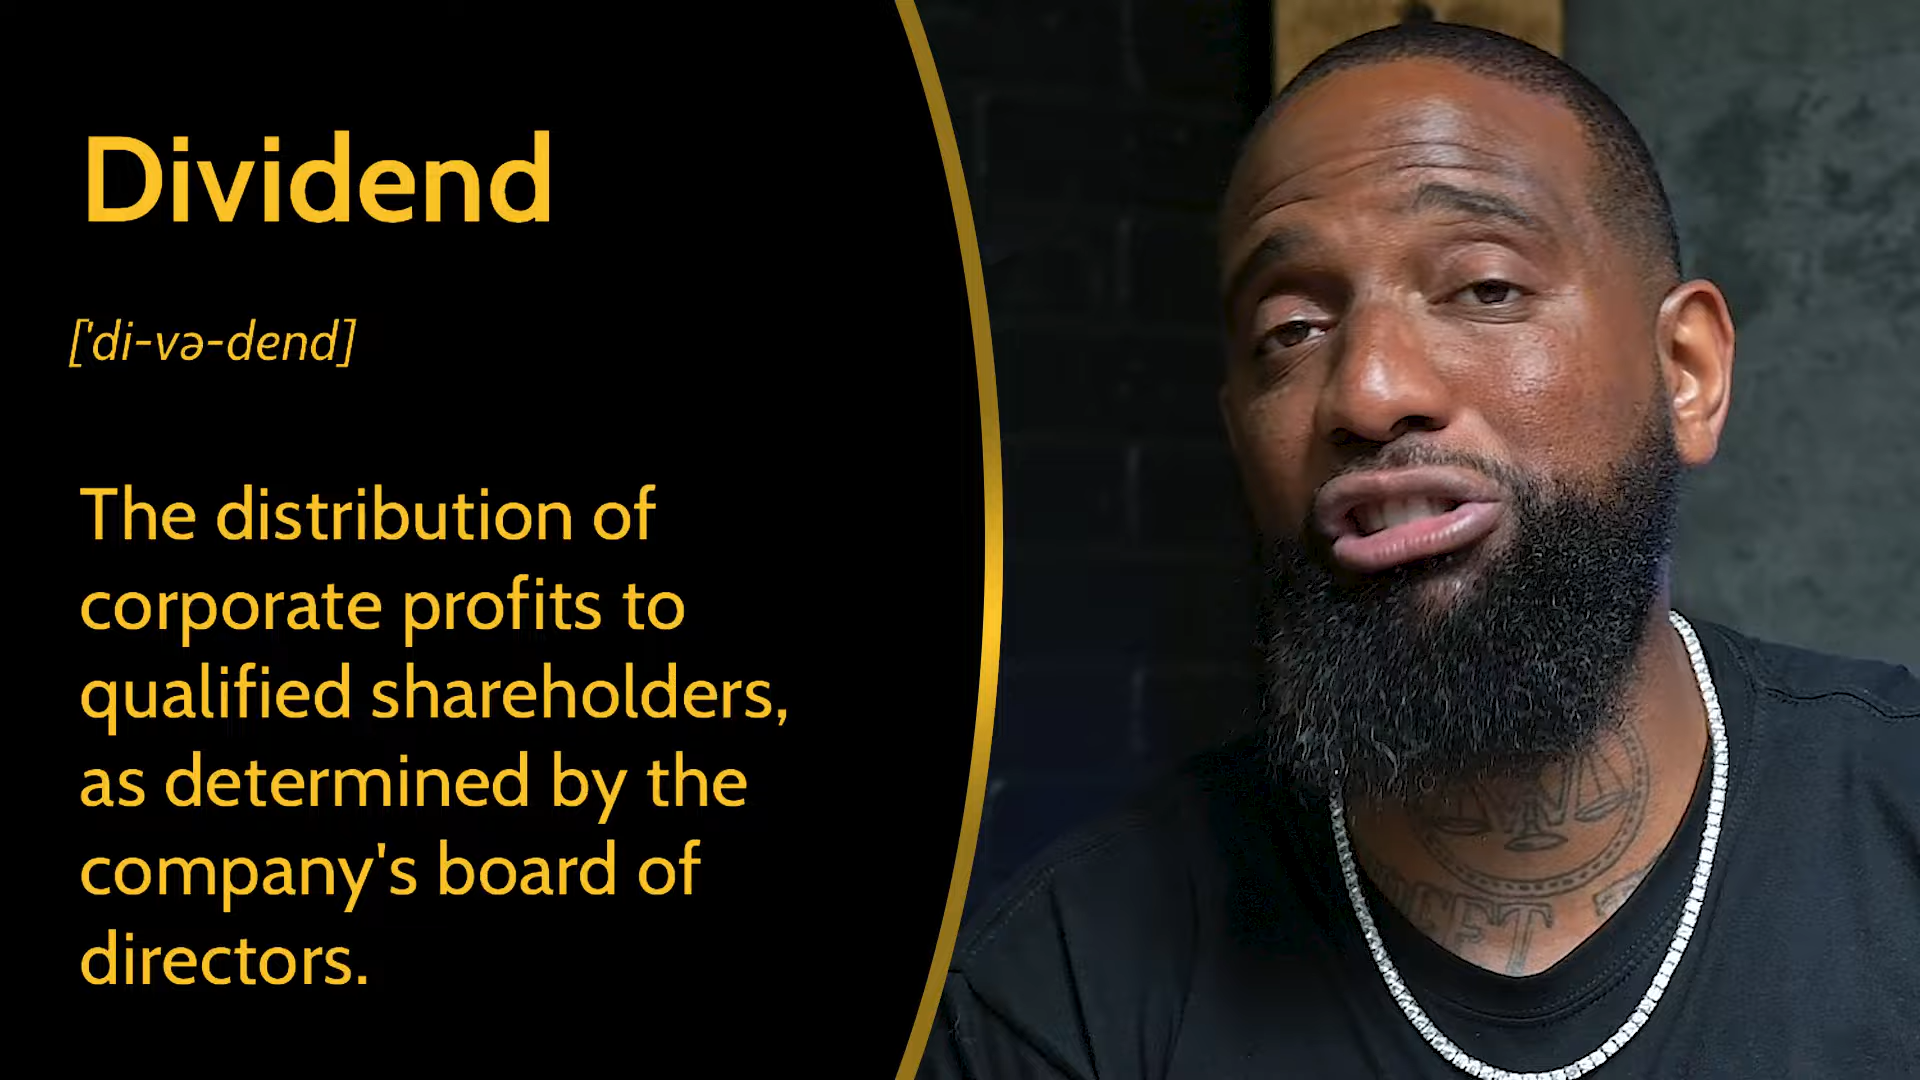 Dividend
['di-və-dend]
The distribution of
corporate profits to
qualified shareholders,
as determined by the
company's board of
directors.